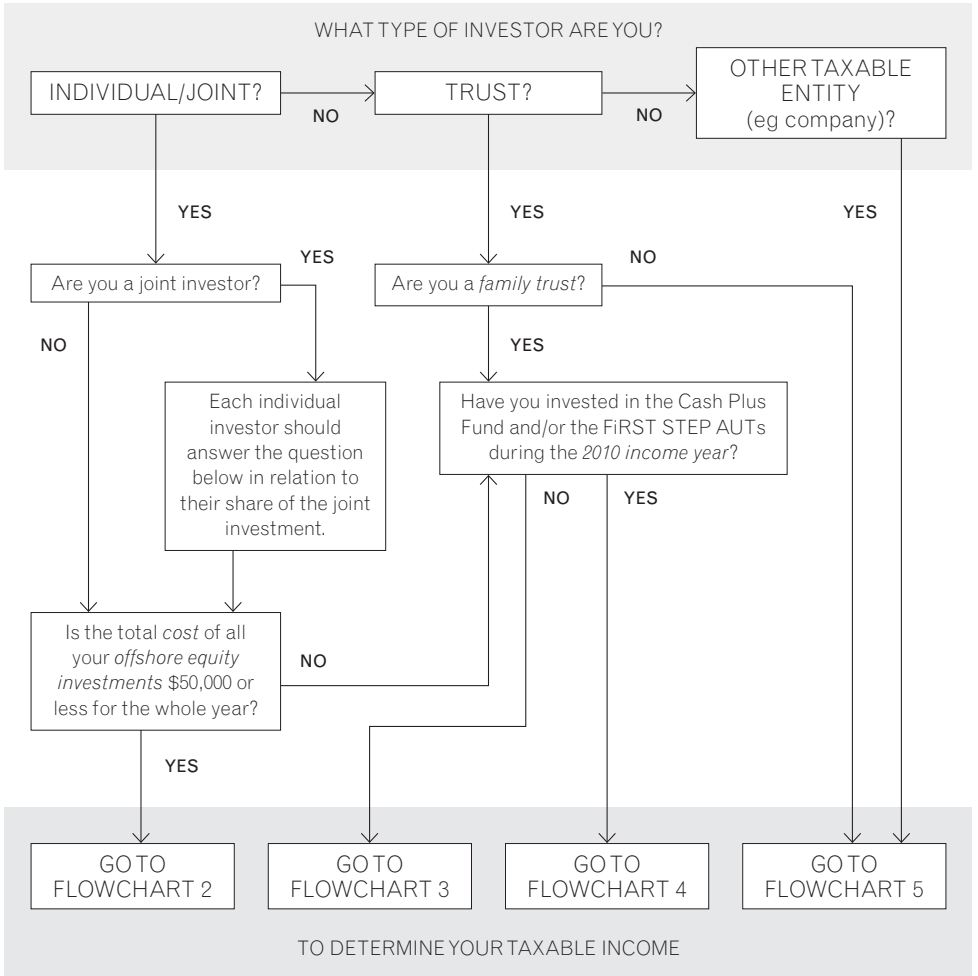 WHAT TYPE OF INVESTOR ARE YOU?
INDIVIDUAL/JOINT?
NO
TRUST?
NO
OTHER TAXABLE
ENTITY
(eg company)?
YES
YES
YES
Are you a joint investor?
YES
NO
Are you a family trust?
NO
YES
Each individual
investor should
answer the question
below in relation to
their share of the joint
investment.
Have you invested in the Cash Plus
Fund and/or the FiRST STEP AUTs
during the 2010 income year?
NO
YES
Is the total cost of all
your offshore equity
investments $50,000 or
less for the whole year?
NO
YES
GO TO
FLOWCHART 2
GO TO
FLOWCHART 3
GO TO
FLOWCHART 4
GO TO
FLOWCHART 5
TO DETERMINE YOUR TAXABLE INCOME